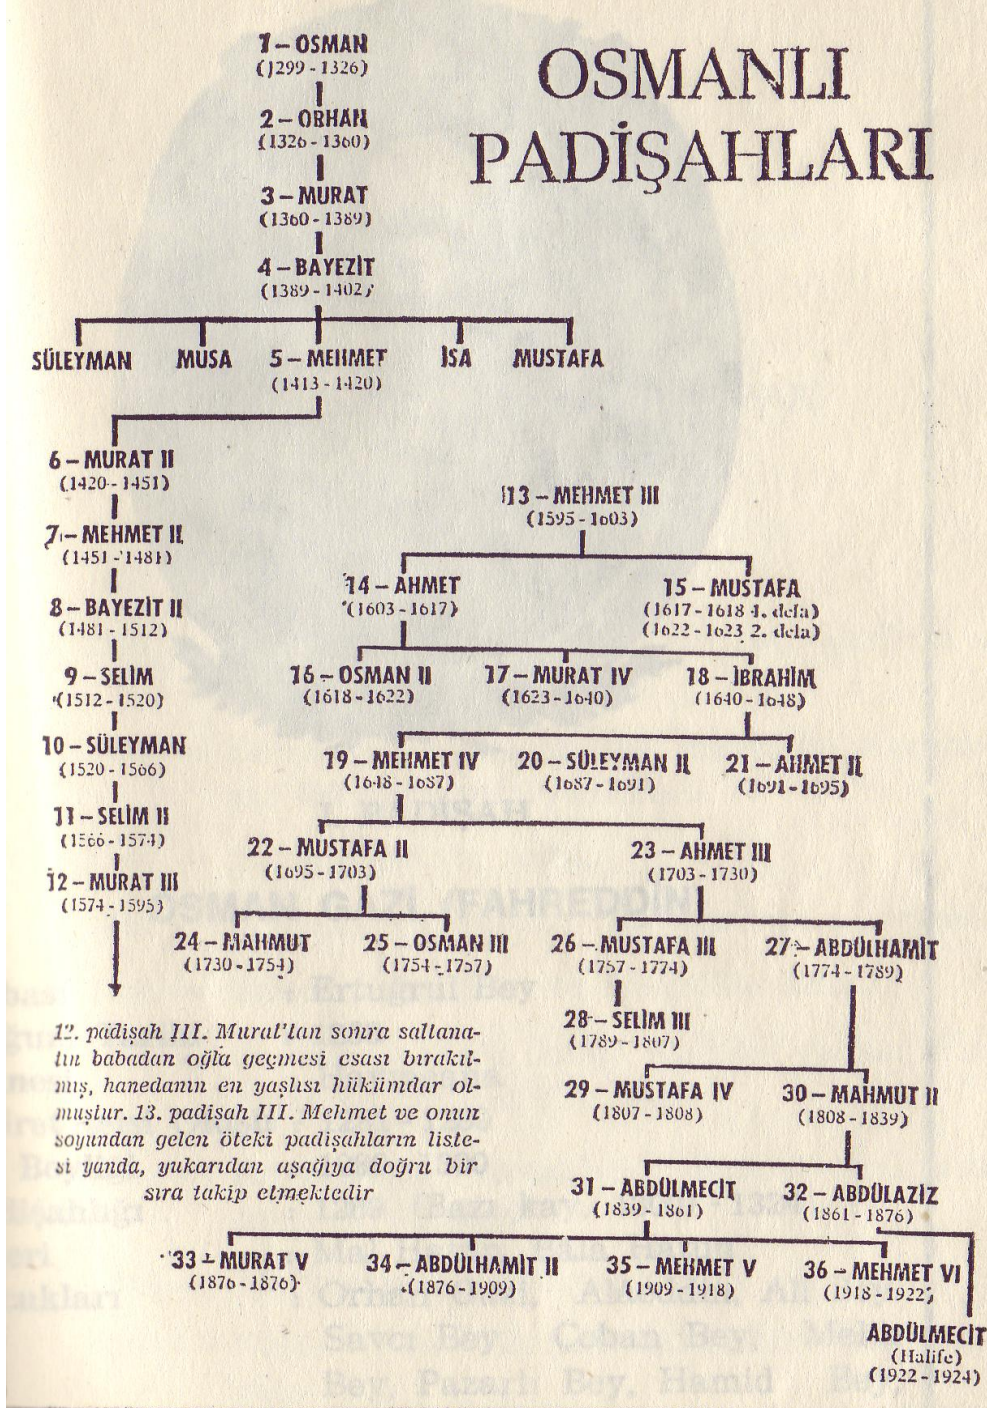 OSMANLI
PADİŞAHLARI
1 – OSMAN
(1299 - 1326)
2 – ORHAN
(1326 - 1360)
3 – MURAT
(1360 - 1389)
4 – BAYEZİT
(1389 - 1402)
SÜLEYMAN MUSA 5 – MEHMET İSA MUSTAFA
(1413 - 1420)
6 – MURAT II
(1420 - 1451)
7 – MEHMET II
(1451 - 1481)
8 – BAYEZİT II
(1481 - 1512)
9 – SELİM
(1512 - 1520)
10 – SÜLEYMAN
(1520 - 1566)
11 – SELİM II
(1566 - 1574)
12 – MURAT III
(1574 - 1595)
12. padişah III. Murat'tan sonra saltana-
tın babadan oğla geçmesi esası bırakıl-
mış, hanedanın en yaşlısı hükümdar ol-
muştur. 13. padişah III. Mehmet ve onun
soyundan gelen öteki padişahların liste-
si yanda, yukarıdan aşağıya doğru bir
sıra takip etmektedir
13 – MEHMET III
(1595 - 1603)
14 – AHMET 15 – MUSTAFA
(1603 - 1617) (1617 - 1618 1. defa)
(1622 - 1623 2. defa)
16 – OSMAN II 17 – MURAT IV 18 – İBRAHİM
(1618 - 1622) (1623 - 1640) (1640 - 1648)
19 – MEHMET IV 20 – SÜLEYMAN II 21 – AHMET II
(1648 - 1687) (1687 - 1691) (1691 - 1695)
22 – MUSTAFA II 23 – AHMET III
(1695 - 1703) (1703 - 1730)
24 – MAHMUT 25 – OSMAN III 26 – MUSTAFA III 27 – ABDÜLHAMİT
(1730 - 1754) (1754 - 1757) (1757 - 1774) (1774 - 1789)
28 – SELİM III
(1789 - 1807)
29 – MUSTAFA IV 30 – MAHMUT II
(1807 - 1808) (1808 - 1839)
31 – ABDÜLMECİT 32 – ABDÜLAZİZ
(1839 - 1861) (1861 - 1876)
33 – MURAT V 34 – ABDÜLHAMİT II 35 – MEHMET V 36 – MEHMET VI
(1876 - 1876) (1876 - 1909) (1909 - 1918) (1918 - 1922)
ABDÜLMECİT
(Halife)
(1922 - 1924)